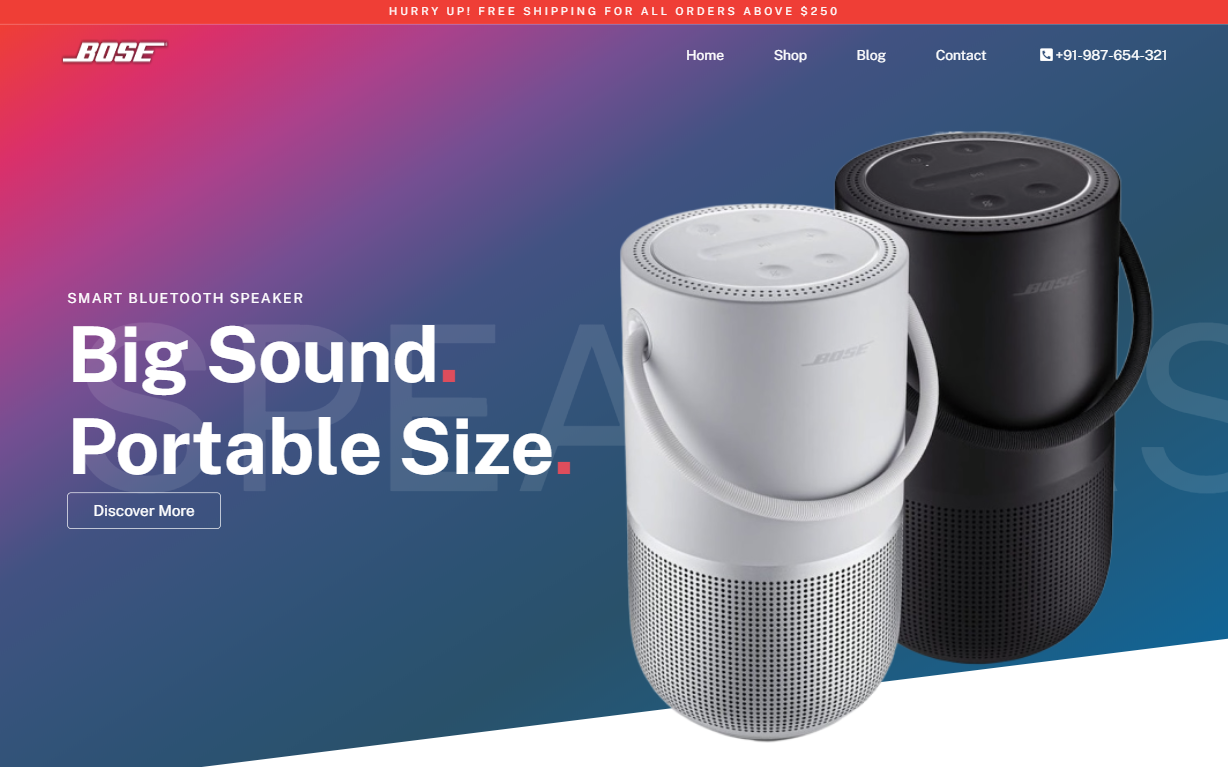 HURRY UP! FREE SHIPPING FOR ALL ORDERS ABOVE $250
BOSE
Home
Shop
Blog
Contact
+91-987-654-321
SMART BLUETOOTH SPEAKER
Big Sound.
Portable Size.
Discover More
BOSE
BOSE